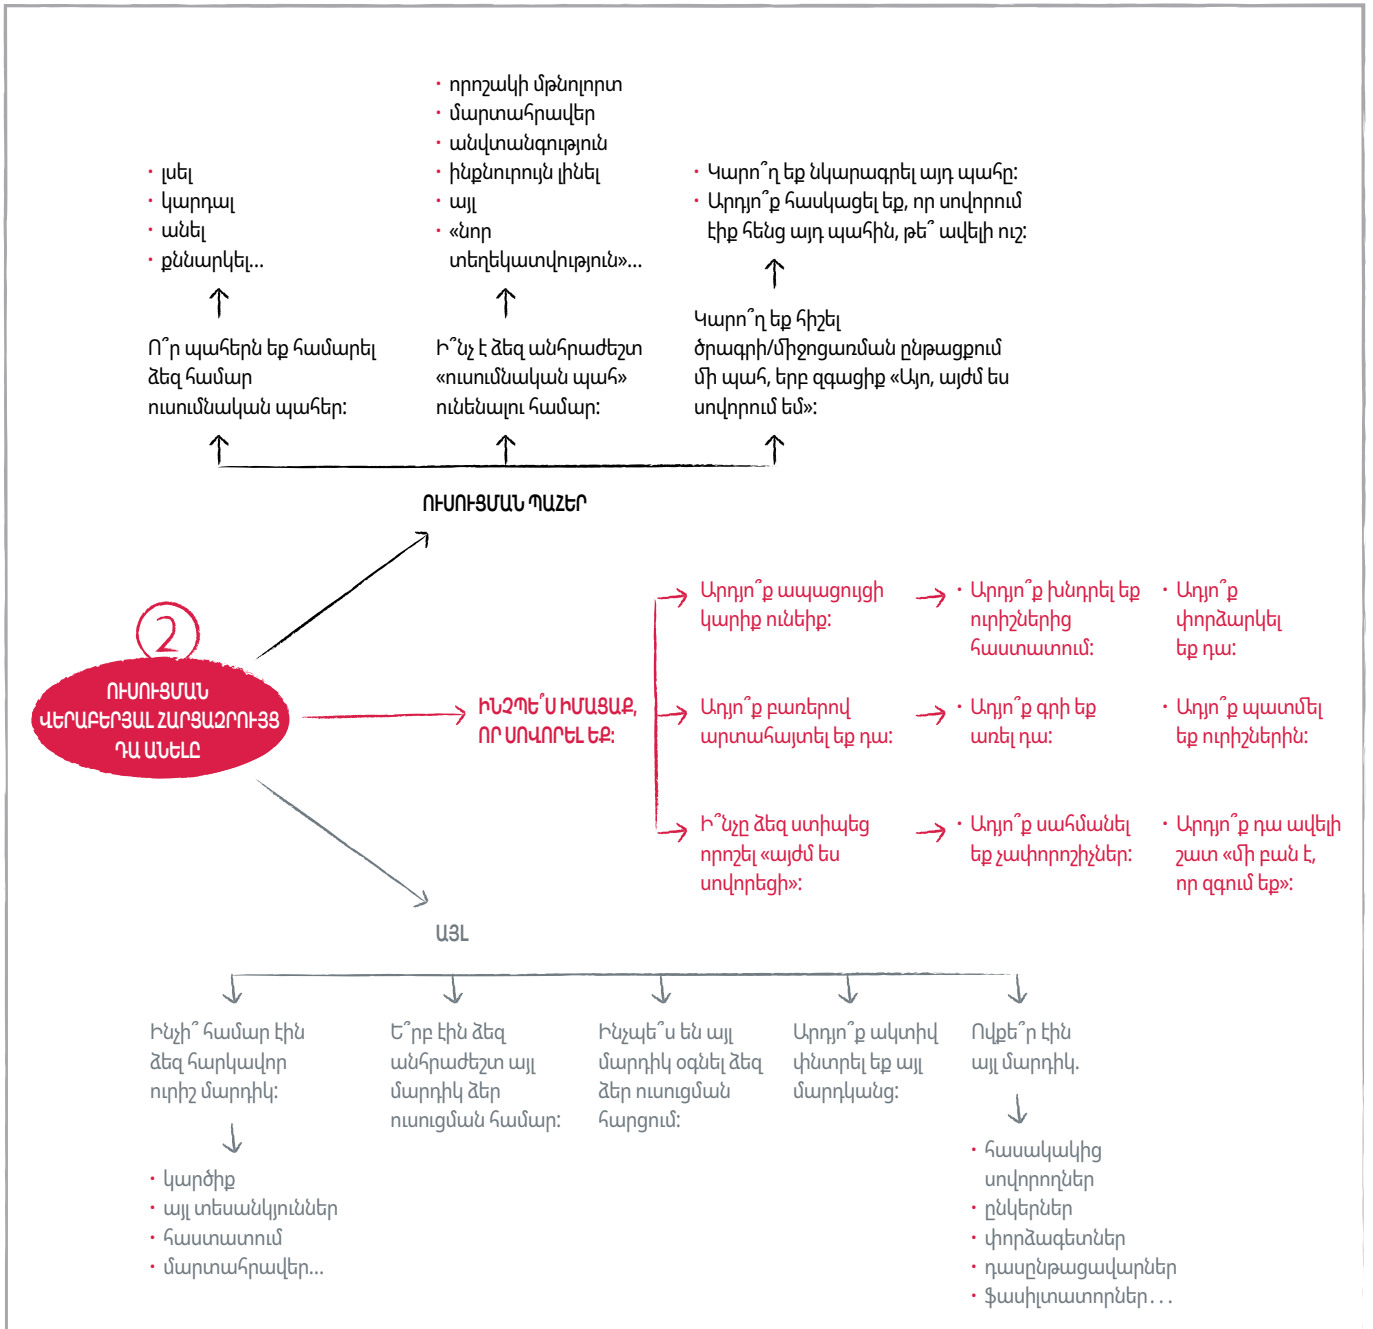 · լսել
· կարդալ
· անել
· քննարկել...
· որոշակի մթնոլորտ
· մարտահրավեր
· անվտանգություն
· ինքնուրույն լինել
· այլ
· «նոր
տեղեկատվություն»...
· Կարո՞ղ եք նկարագրել այդ պահը:
· Արդյո՞ք հասկացել եք, որ սովորում
էիք հենց այդ պահին, թե՞ ավելի ուշ:
Ո՞ր պահերն եք համարել
ձեզ համար
ուսումնական պահեր:
Ի՞նչ է ձեզ անհրաժեշտ
«ուսումնական պահ»
ունենալու համար:
Կարո՞ղ եք հիշել
ծրագրի/միջոցառման ընթացքում
մի պահ, երբ զգացիք «Այո, այժմ ես
սովորում եմ»:
ՈՒՍՈՒՑՄԱՆ ՊԱՀԵՐ
2
ՈՒՍՈՒՑՄԱՆ
ՎԵՐԱԲԵՐՅԱԼ ՀԱՐՑԱԶՐՈՒՅՑ
ԴԱ ԱՆԵԼԸ
ԻՆՉՊԵ՞Ս ԻՄԱՑԱՔ,
ՈՐ ՍՈՎՈՐԵԼ ԵՔ:
Արդյո՞ք ապացույցի
կարիք ունեիք:
· Արդյո՞ք խնդրել եք
ուրիշներից
հաստատում:
· Ադյո՞ք
փորձարկել
եք դա:
Ադյո՞ք բառերով
արտահայտել եք դա:
· Ադյո՞ք գրի եք
առել դա:
· Ադյո՞ք պատմել
եք ուրիշներին:
Ի՞նչը ձեզ ստիպեց
որոշել «այժմ ես
սովորեցի»:
· Ադյո՞ք սահմանել
եք չափորոշիչներ:
· Արդյո՞ք դա ավելի
շատ «մի բան է,
որ զգում եք»:
ԱՅԼ
Ինչի՞ համար էին
ձեզ հարկավոր
ուրիշ մարդիկ:
Ե՞րբ էին ձեզ
անհրաժեշտ այլ
մարդիկ ձեր
ուսուցման համար:
Ինչպե՞ս են այլ
մարդիկ օգնել ձեզ
ձեր ուսուցման
հարցում:
Արդյո՞ք ակտիվ
փնտրել եք այլ
մարդկանց:
Ովքե՞ր էին
այլ մարդիկ.
· կարծիք
· այլ տեսանկյուններ
· հաստատում
· մարտահրավեր...
· հասակակից
սովորողներ
· ընկերներ
· փորձագետներ
· դասընթացավարներ
· ֆասիլտատորներ...